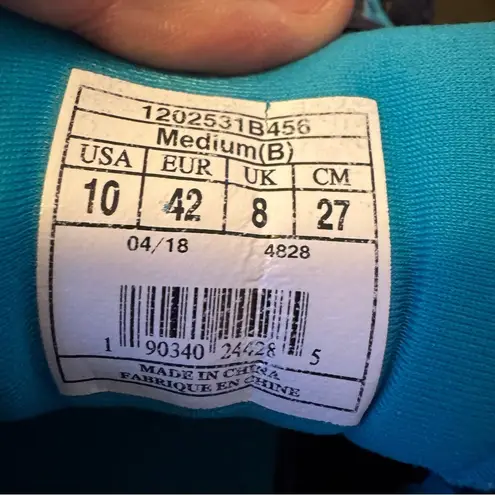 1202531B456
Medium(B)
USA EUR UK CM
10 42 8 27
04/18 4828
1 90340 24428 5
MADE IN CHINA
FABRIQUE EN CHINE